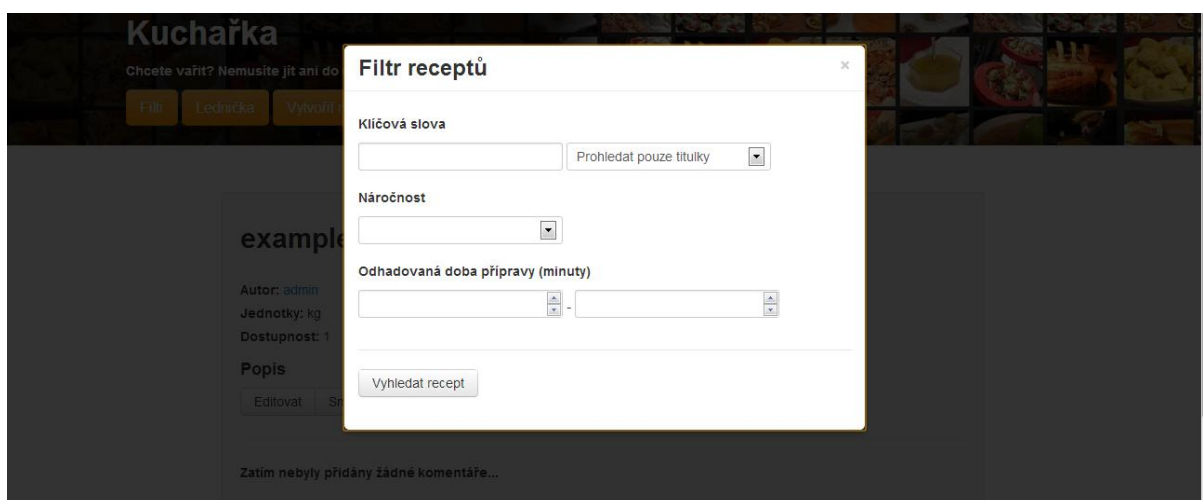 Kuchařka
Chcete vařit? Nemusíte jít ani do
Filtr Lednička Vytvořit
Filtr receptů ×
Klíčová slova
Prohledat pouze titulky
Náročnost
Odhadovaná doba přípravy (minuty)
-
Vyhledat recept
example
Autor: admin
Jednotky: kg
Dostupnost: 1
Popis
Editovat
Zatím nebyly přidány žádné komentáře...